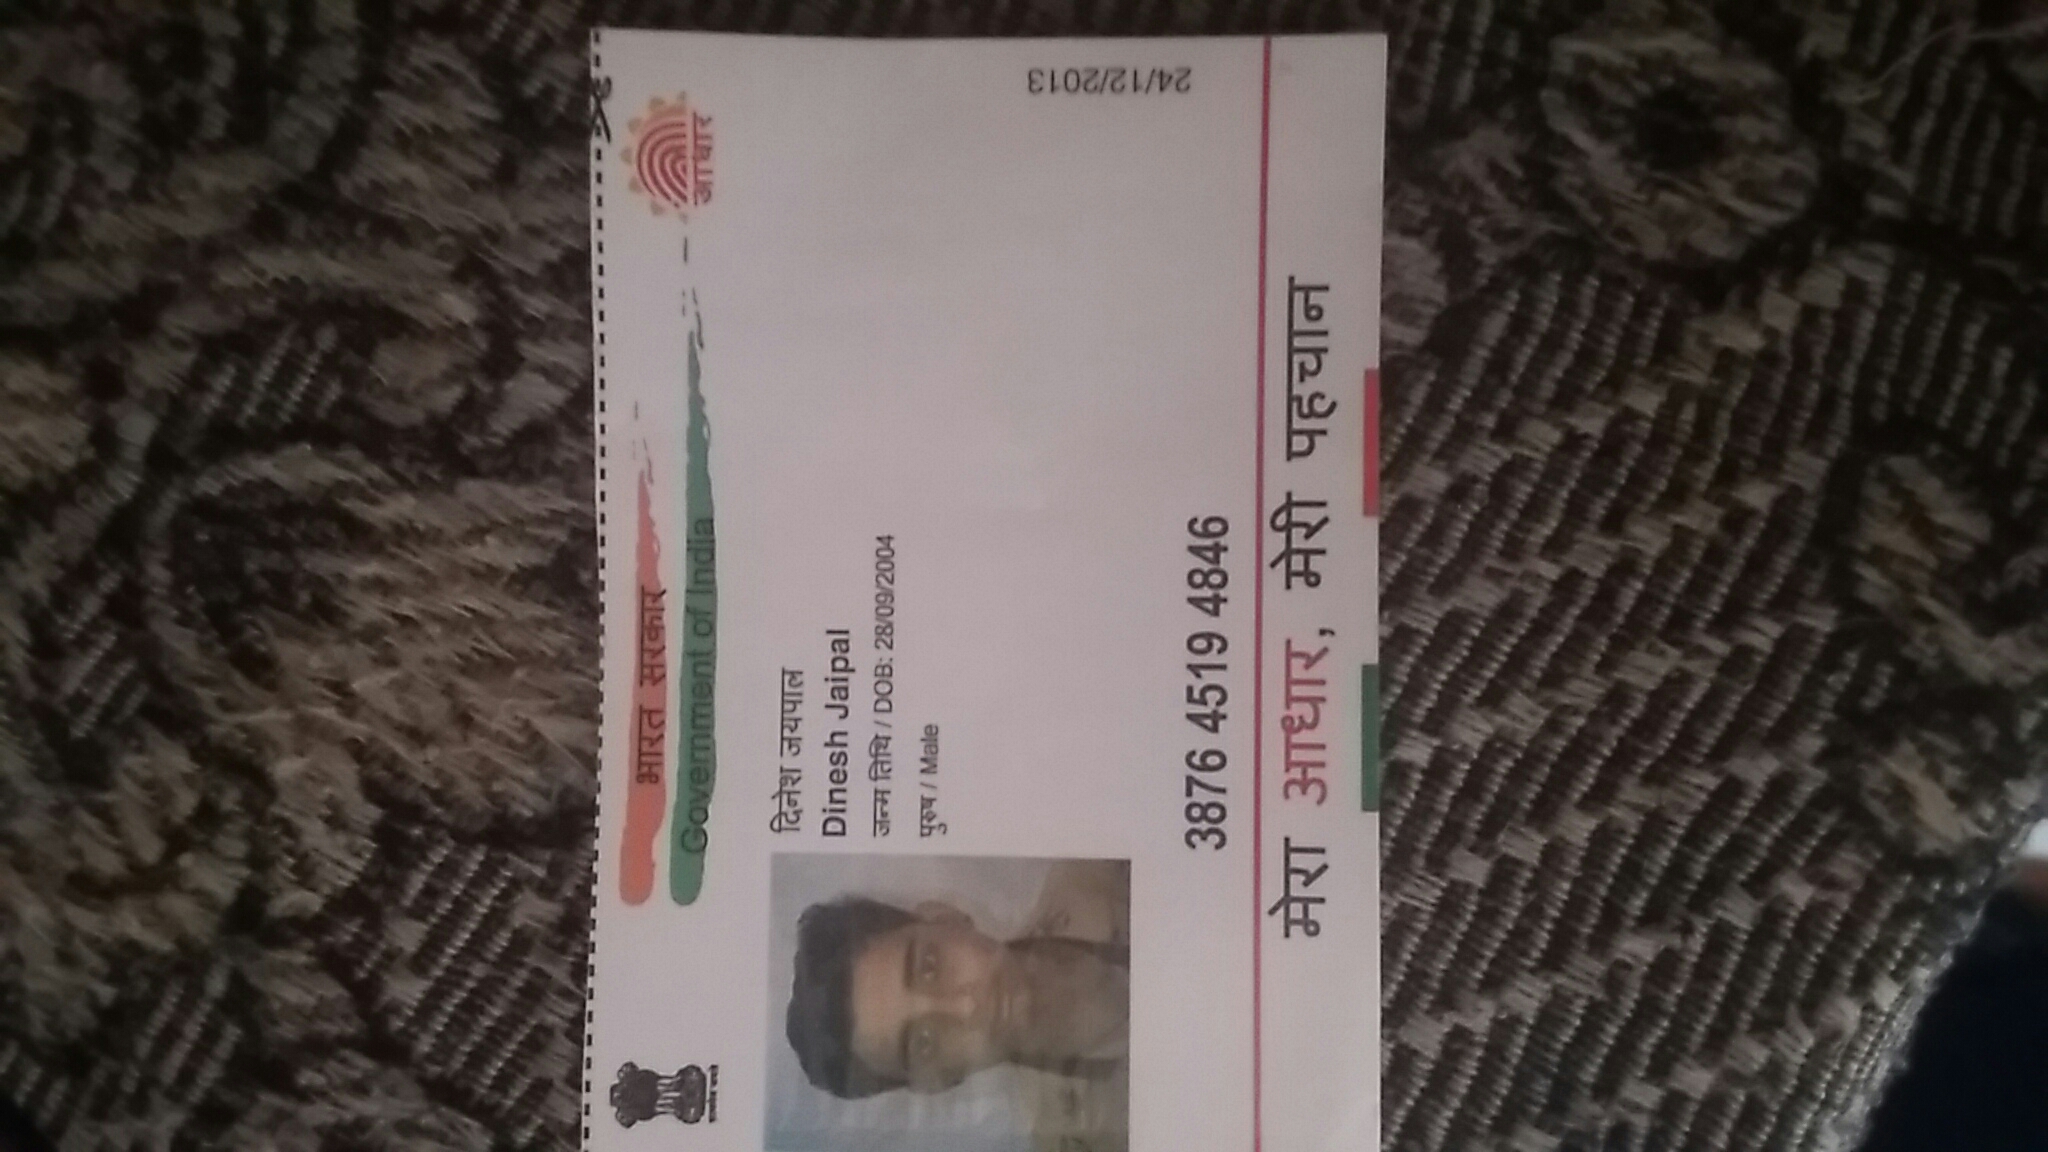 भारत सरकार
Government of India
आधार
दिनेश जयपाल
Dinesh Jaipal
जन्म तिथि / DOB: 28/09/2004
पुरुष / Male
24/12/2013
3876 4519 4846
मेरा आधार, मेरी पहचान